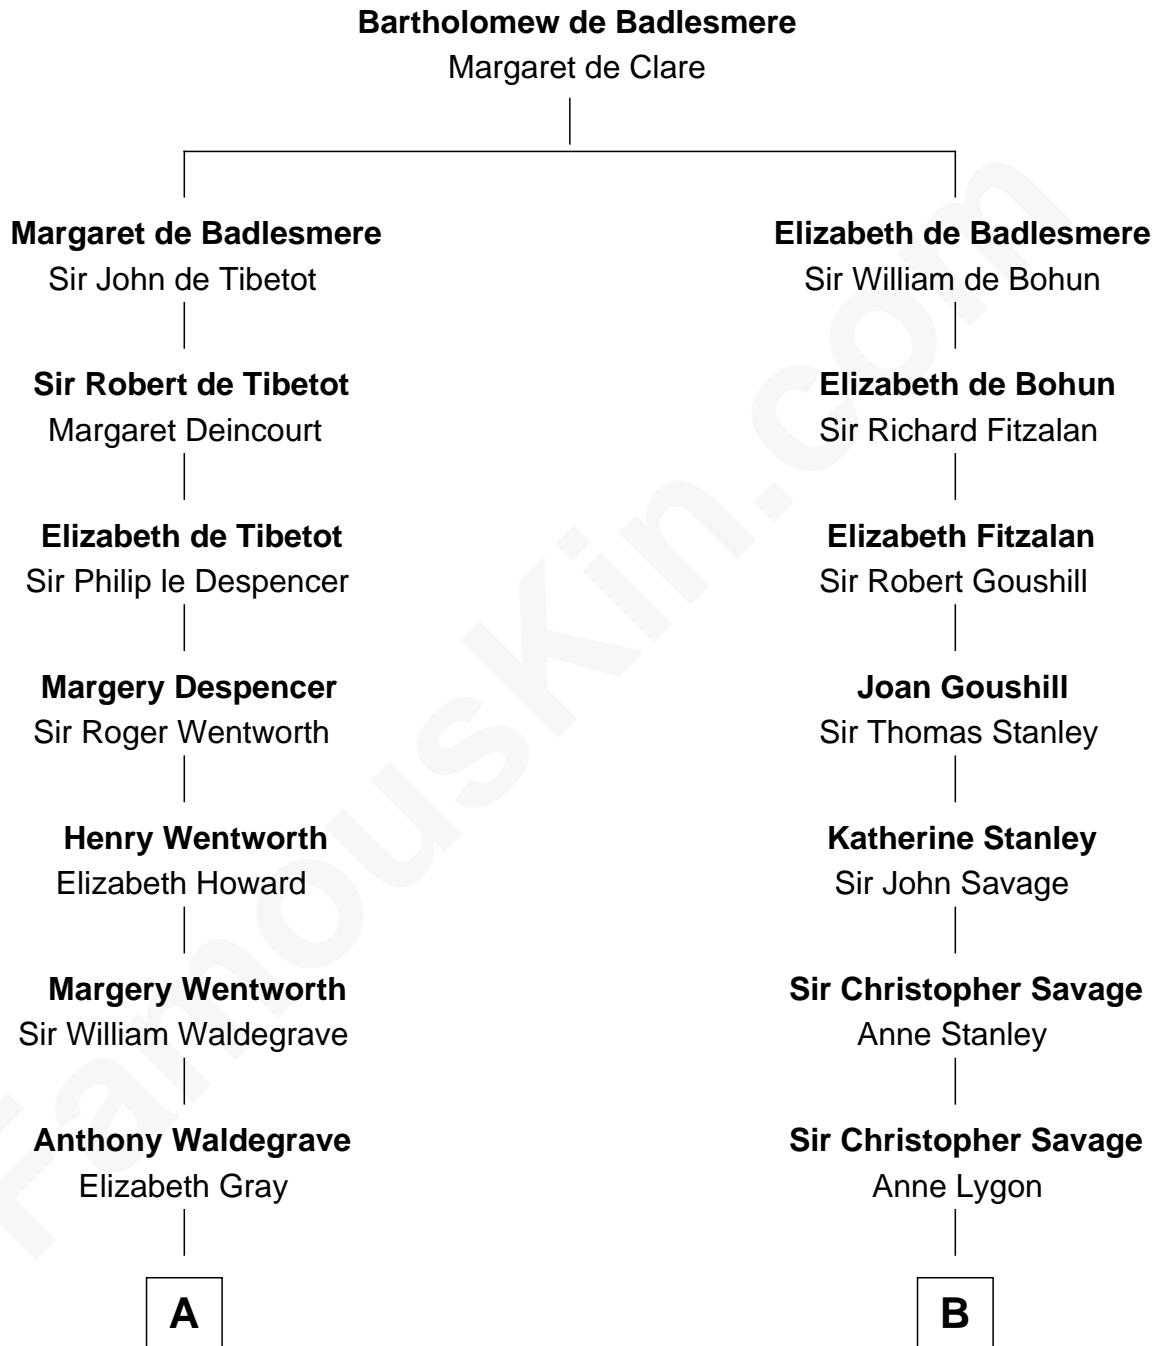 Bartholomew de Badlesmere
Margaret de Clare
Margaret de Badlesmere
Sir John de Tibetot
Elizabeth de Badlesmere
Sir William de Bohun
Sir Robert de Tibetot
Margaret Deincourt
Elizabeth de Bohun
Sir Richard Fitzalan
Elizabeth de Tibetot
Sir Philip le Despencer
Elizabeth Fitzalan
Sir Robert Goushill
Margery Despencer
Sir Roger Wentworth
Joan Goushill
Sir Thomas Stanley
Henry Wentworth
Elizabeth Howard
Katherine Stanley
Sir John Savage
Margery Wentworth
Sir William Waldegrave
Sir Christopher Savage
Anne Stanley
Anthony Waldegrave
Elizabeth Gray
Sir Christopher Savage
Anne Lygon
A
B
FamousKin.com